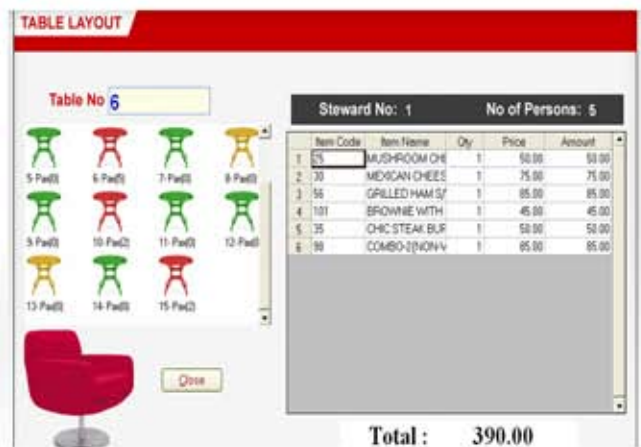 TABLE LAYOUT
Table No 6
Steward No: 1 No of Persons: 5
Item Code Item Name Qty Price Amount
1 25 MUSHROOM CHE 1 50.00 50.00
2 30 MEXICAN CHEES 1 75.00 75.00
3 56 GRILLED HAM S/ 1 85.00 85.00
4 101 BROWNIE WITH 1 45.00 45.00
5 35 CHIC STEAK BUR 1 50.00 50.00
6 98 COMBO-2(NON-V 1 85.00 85.00
5-Pax(0) 6-Pax(5) 7-Pax(0) 8-Pax(0)
9-Pax(0) 10-Pax(2) 11-Pax(0) 12-Pax(0
13-Pax(0) 14-Pax(0) 15-Pax(2)
Close
Total : 390.00